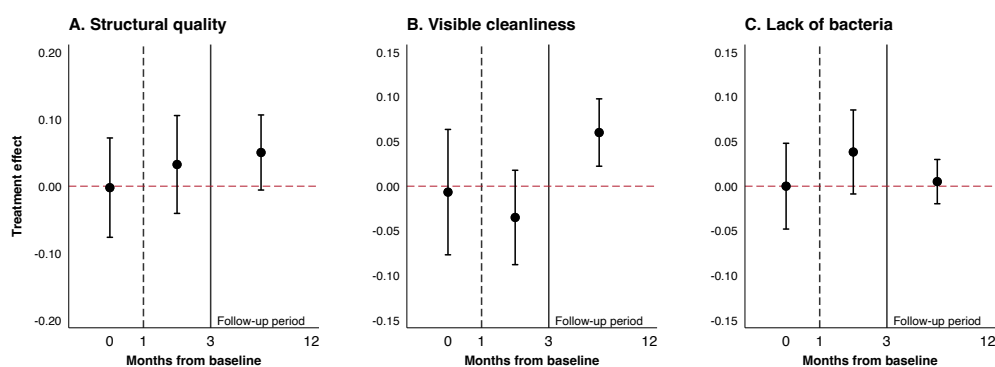 A. Structural quality
0.20
0.10
0.00
-0.10
-0.20
Treatment effect
Follow-up period
0 1 3 12
Months from baseline
B. Visible cleanliness
0.15
0.10
0.05
0.00
-0.05
-0.10
-0.15
Follow-up period
0 1 3 12
Months from baseline
C. Lack of bacteria
0.15
0.10
0.05
0.00
-0.05
-0.10
-0.15
Follow-up period
0 1 3 12
Months from baseline